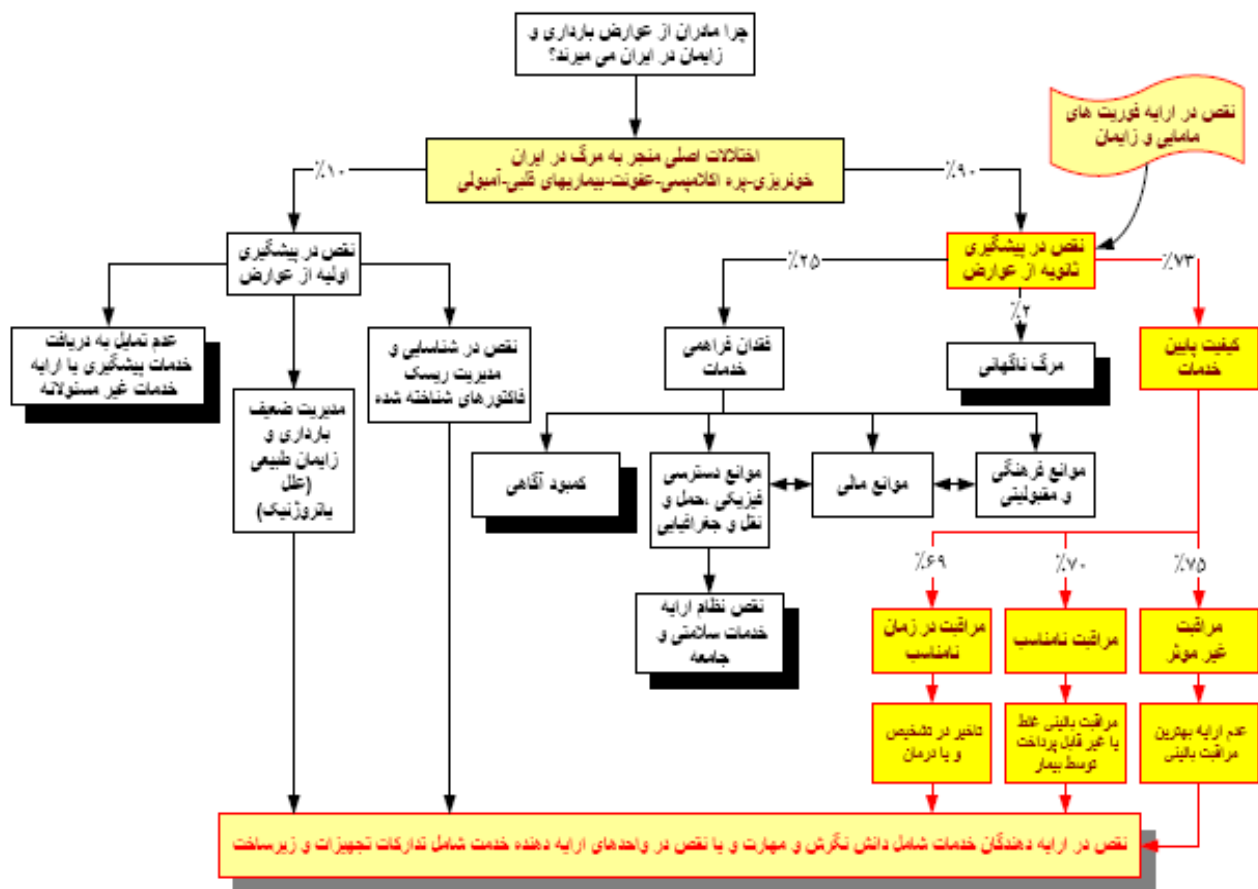 چرا مادران از عوارض بارداری و
زایمان در ایران می میرند؟
نقص در ارایه فوریت های
مامایی و زایمان
اختلالات اصلی منجر به مرگ در ایران
خونریزی-پره اکلامپسی-عفونت-بیماریهای قلبی-آمبولی
٪۹۰
٪۱۰
نقص در پیشگیری
ثانویه از عوارض
نقص در پیشگیری
اولیه از عوارض
٪۷۳
٪۲
٪۲۵
کیفیت پایین
خدمات
مرگ ناگهانی
فقدان فراهمی
خدمات
نقص در شناسایی و
مدیریت ریسک
فاکتورهای شناخته شده
مدیریت ضعیف
بارداری و
زایمان طبیعی
(علل
یاتروژنیک)
عدم تمایل به دریافت
خدمات پیشگیری یا ارایه
خدمات غیر مسئولانه
موانع فرهنگی
و مقبولیتی
موانع مالی
موانع دسترسی
فیزیکی ،حمل و
نقل و جغرافیایی
کمبود آگاهی
نقص نظام ارایه
خدمات سلامتی و
جامعه
٪۷۵
٪۷۰
٪۶۹
مراقبت
غیر موثر
مراقبت نامناسب
مراقبت در زمان
نامناسب
عدم ارایه بهترین
مراقبت بالینی
مراقبت بالینی غلط
یا غیر قابل پرداخت
توسط بیمار
تاخیر در تشخیص
و یا درمان
نقص در ارایه دهندگان خدمات شامل دانش نگرش و مهارت و یا نقص در واحدهای ارایه دهنده خدمت شامل تدارکات تجهیزات و زیرساخت